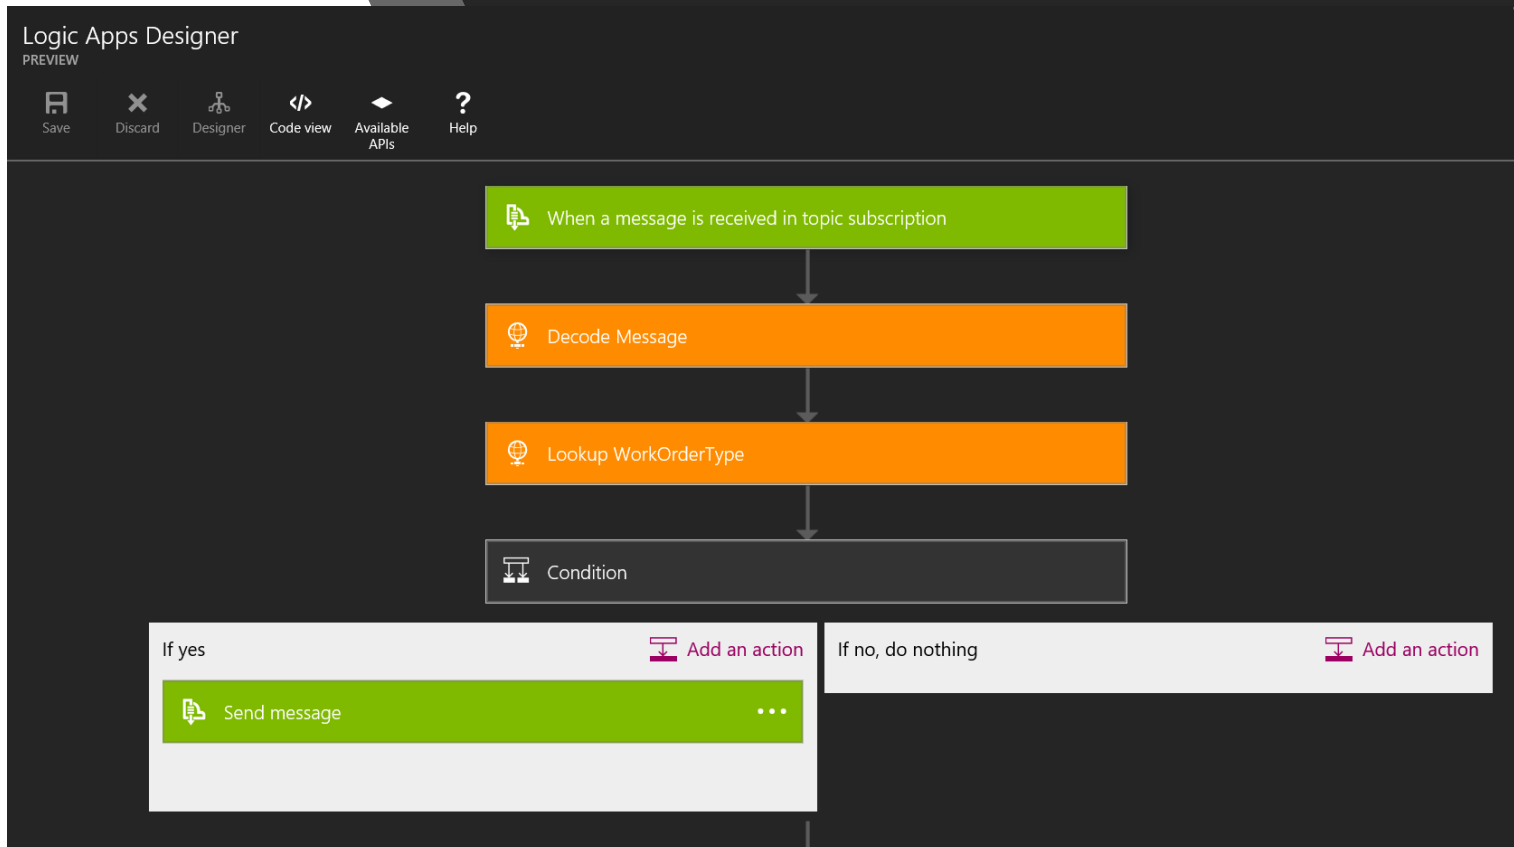 Logic Apps Designer
PREVIEW
Save
Discard
Designer
Code view
Available
APIs
Help
When a message is received in topic subscription
Decode Message
Lookup WorkOrderType
Condition
If yes
Add an action
If no, do nothing
Add an action
Send message